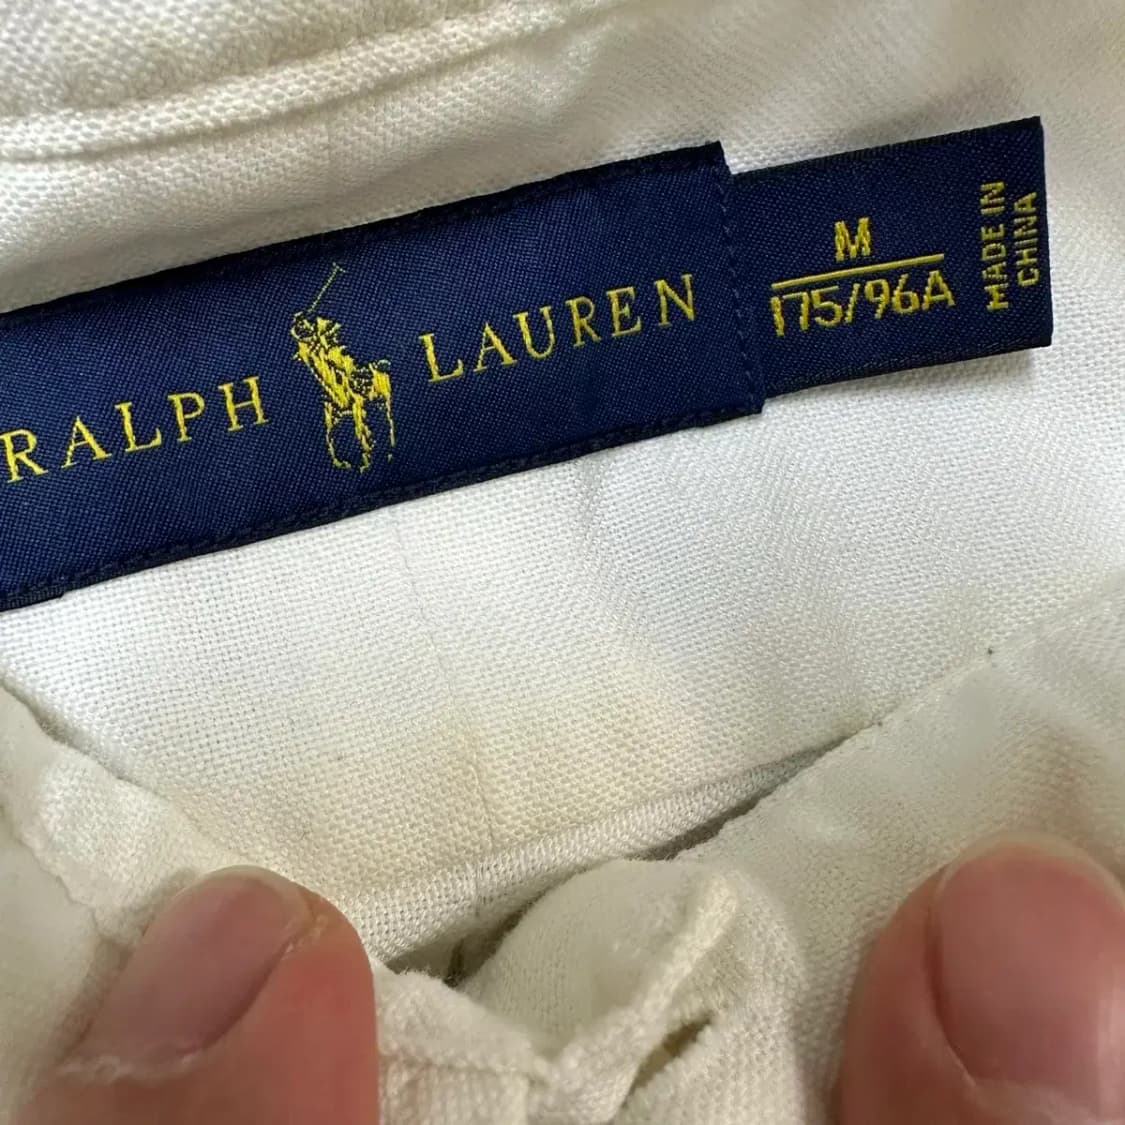 RALPH LAUREN
M
175/96A
MADE IN
CHINA